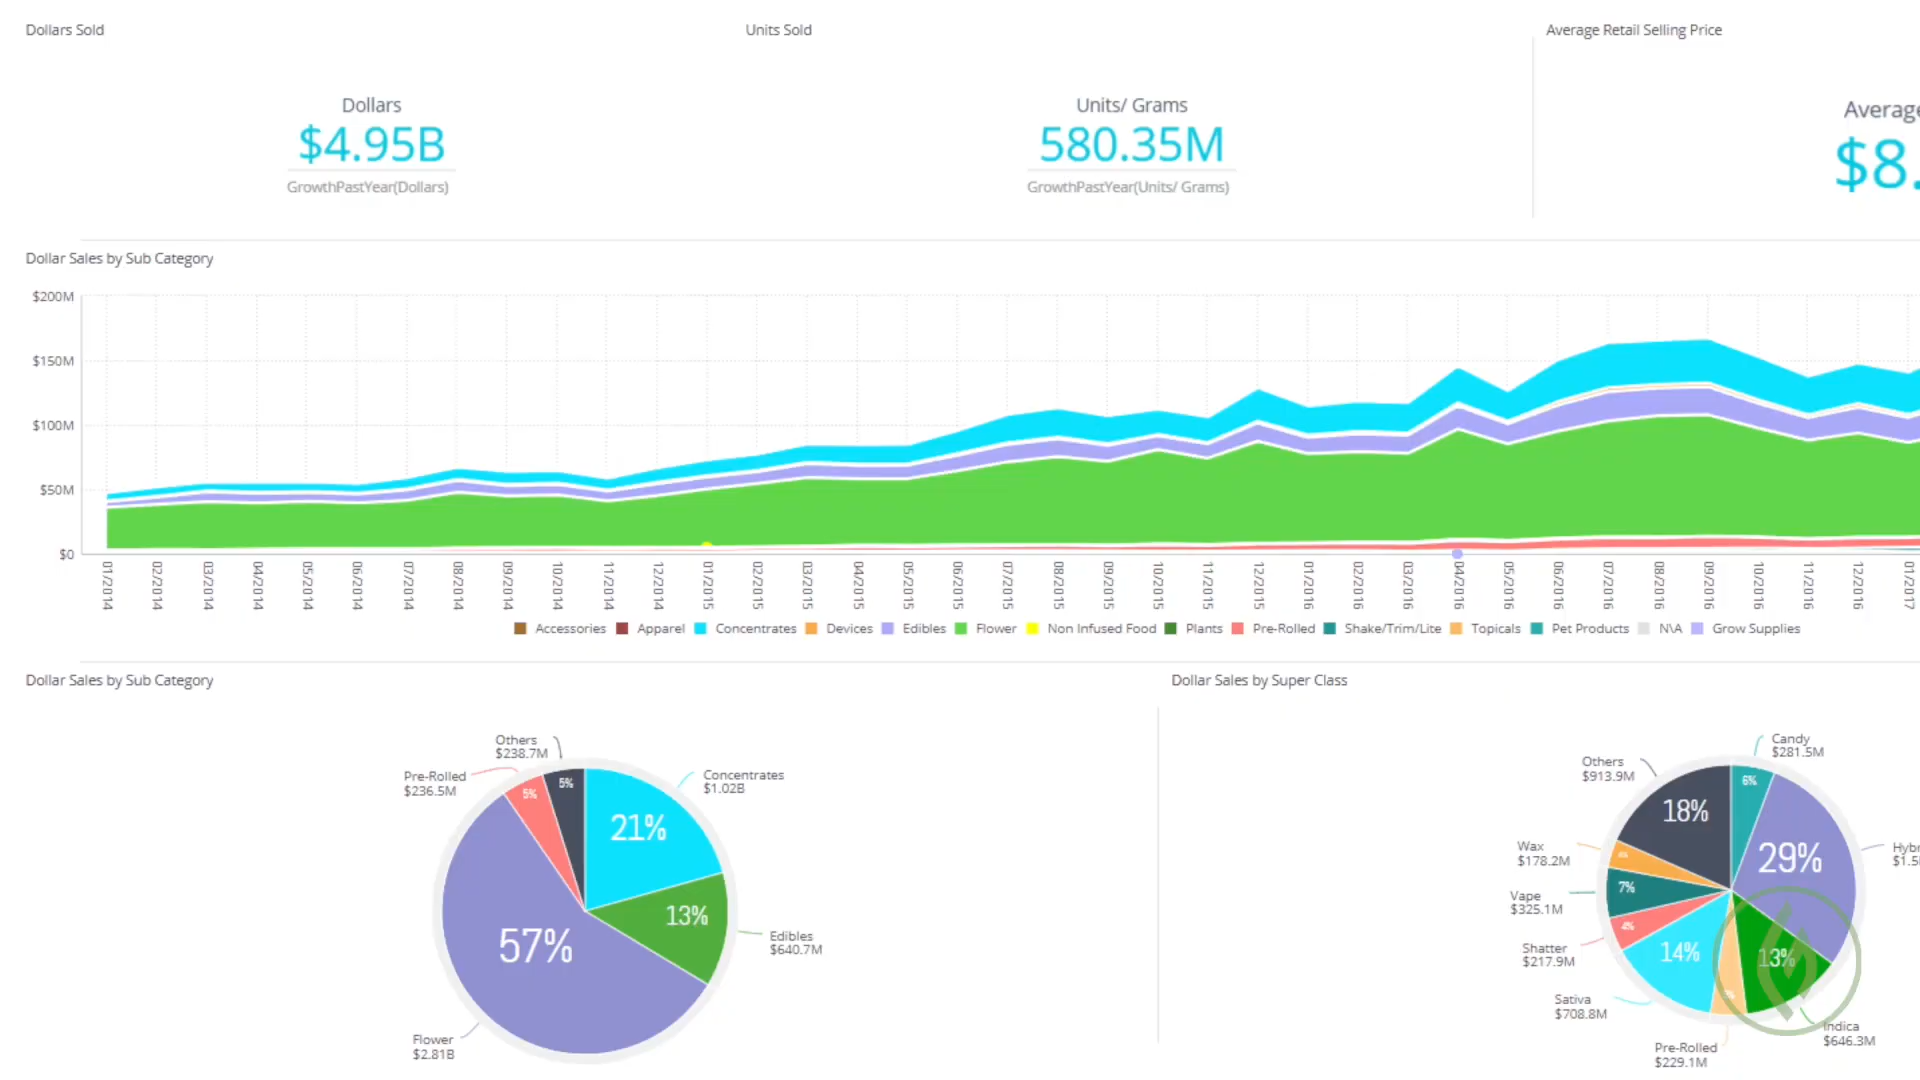 Dollars Sold
Units Sold
Average Retail Selling Price
Dollars
$4.95B
GrowthPastYear(Dollars)
Units/ Grams
580.35M
GrowthPastYear(Units/ Grams)
Average
$8.
Dollar Sales by Sub Category
$200M
$150M
$100M
$50M
$0
01/2014
02/2014
03/2014
04/2014
05/2014
06/2014
07/2014
08/2014
09/2014
10/2014
11/2014
12/2014
01/2015
02/2015
03/2015
04/2015
05/2015
06/2015
07/2015
08/2015
09/2015
10/2015
11/2015
12/2015
01/2016
02/2016
03/2016
04/2016
05/2016
06/2016
07/2016
08/2016
09/2016
10/2016
11/2016
12/2016
01/2017
Accessories Apparel Concentrates Devices Edibles Flower Non Infused Food Plants Pre-Rolled Shake/Trim/Lite Topicals Pet Products N\A Grow Supplies
Dollar Sales by Sub Category
Others
$238.7M
Pre-Rolled
$236.5M
Concentrates
$1.02B
5%
5%
21%
13%
57%
Edibles
$640.7M
Flower
$2.81B
Dollar Sales by Super Class
Candy
$281.5M
Others
$913.9M
6%
18%
29%
Wax
$178.2M
4%
Vape
$325.1M
7%
Shatter
$217.9M
4%
14%
13%
Sativa
$708.8M
Indica
$646.3M
Pre-Rolled
$229.1M